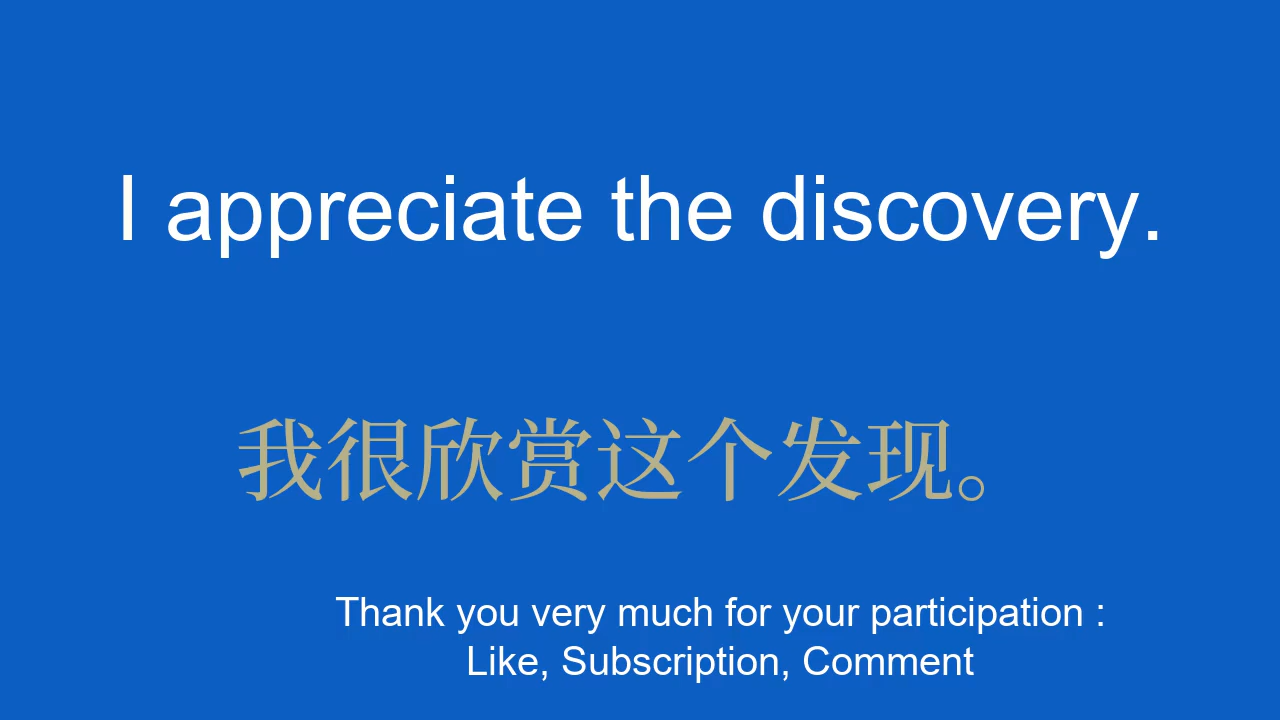 I appreciate the discovery.
我很欣赏这个发现。
Thank you very much for your participation :
Like, Subscription, Comment